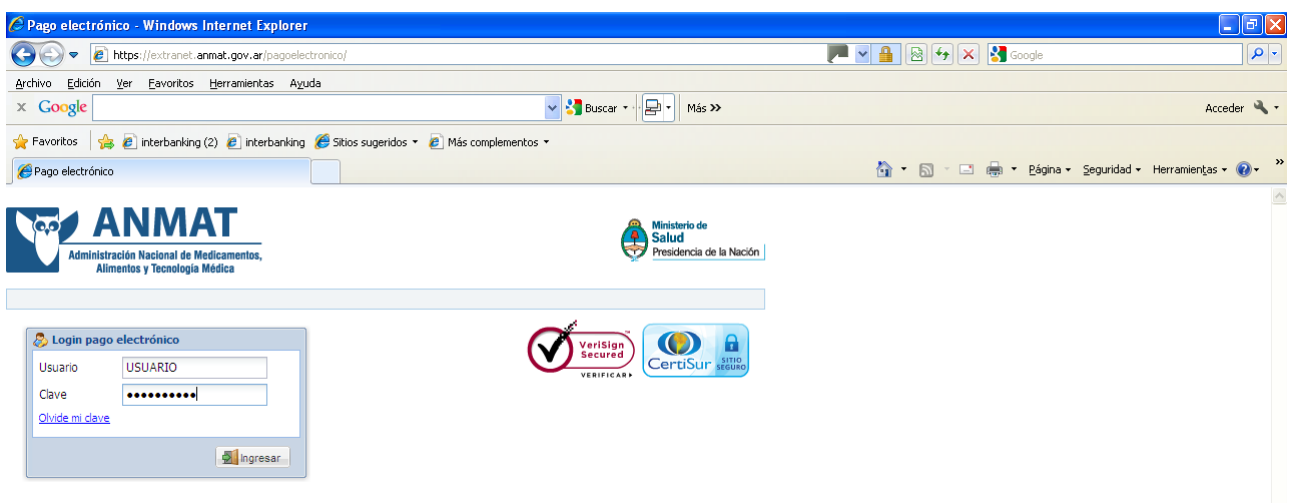 Pago electrónico - Windows Internet Explorer
https://extranet.anmat.gov.ar/pagoelectronico/
Google
Archivo Edición Ver Favoritos Herramientas Ayuda
x Google Buscar Más >> Acceder
Favoritos interbanking (2) interbanking Sitios sugeridos Más complementos
Pago electrónico Página Seguridad Herramientas »
ANMAT
Administración Nacional de Medicamentos,
Alimentos y Tecnología Médica
Ministerio de
Salud
Presidencia de la Nación
Login pago electrónico
Usuario USUARIO
Clave ••••••••••
Olvide mi clave
Ingresar
VeriSign
Secured
VERIFICAR
CertiSur SITIO
SEGURO